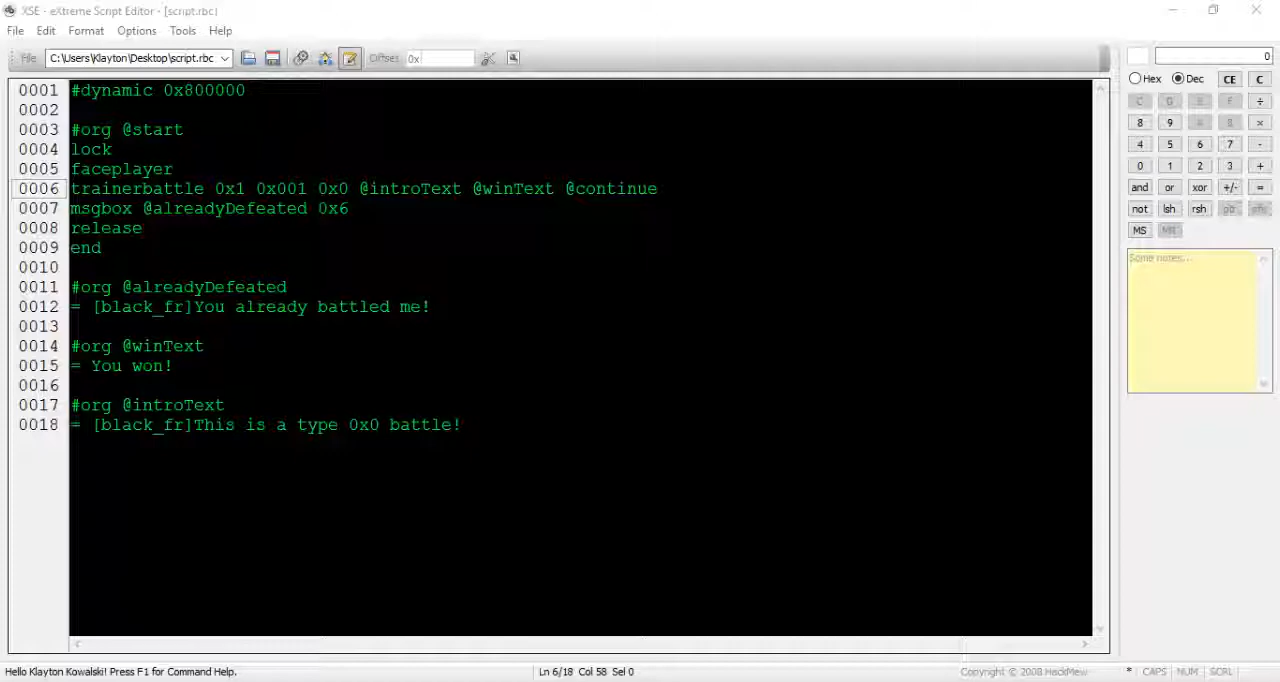 XSE - eXtreme Script Editor - [script.rbc]
File Edit Format Options Tools Help
File C:\Users\Klayton\Desktop\script.rbc Offset: 0x
0
Hex Dec CE C
÷
8 9 ×
4 5 6 7 -
0 1 2 3 +
and or xor +/- =
not lsh rsh
MS
Some notes...
0001 #dynamic 0x800000
0002
0003 #org @start
0004 lock
0005 faceplayer
0006 trainerbattle 0x1 0x001 0x0 @introText @winText @continue
0007 msgbox @alreadyDefeated 0x6
0008 release
0009 end
0010
0011 #org @alreadyDefeated
0012 = [black_fr]You already battled me!
0013
0014 #org @winText
0015 = You won!
0016
0017 #org @introText
0018 = [black_fr]This is a type 0x0 battle!
Hello Klayton Kowalski! Press F1 for Command Help. Ln 6/18 Col 58 Sel 0 Copyright © 2008 HackMew * CAPS NUM SCRL